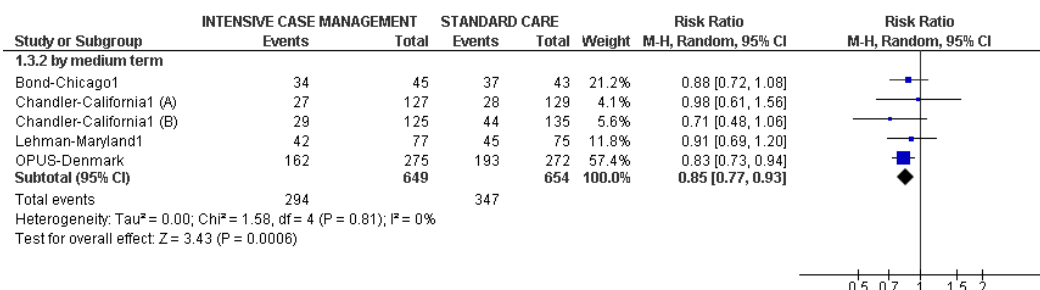 INTENSIVE CASE MANAGEMENT STANDARD CARE Risk Ratio Risk Ratio
Study or Subgroup Events Total Events Total Weight M-H, Random, 95% CI M-H, Random, 95% CI
1.3.2 by medium term
Bond-Chicago1 34 45 37 43 21.2% 0.88 [0.72, 1.08]
Chandler-California1 (A) 27 127 28 129 4.1% 0.98 [0.61, 1.56]
Chandler-California1 (B) 29 125 44 135 5.6% 0.71 [0.48, 1.06]
Lehman-Maryland1 42 77 45 75 11.8% 0.91 [0.69, 1.20]
OPUS-Denmark 162 275 193 272 57.4% 0.83 [0.73, 0.94]
Subtotal (95% CI) 649 654 100.0% 0.85 [0.77, 0.93]
Total events 294 347
Heterogeneity: Tau² = 0.00; Chi² = 1.58, df = 4 (P = 0.81); I² = 0%
Test for overall effect: Z = 3.43 (P = 0.0006)
0.5 0.7 1 1.5 2